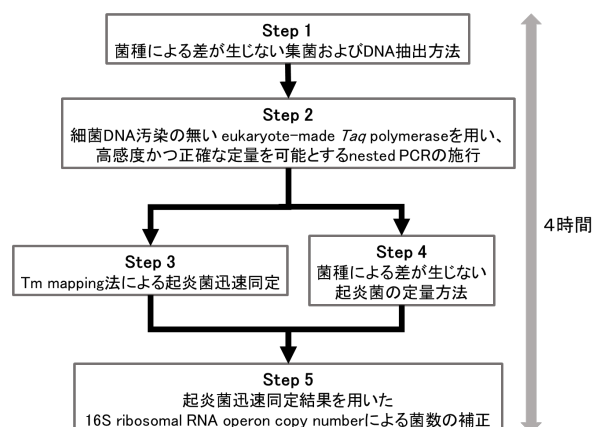 Step 1
菌種による差が生じない集菌およびDNA抽出方法
Step 2
細菌DNA汚染の無い eukaryote-made Taq polymeraseを用い、
高感度かつ正確な定量を可能とするnested PCRの施行
４時間
Step 3
Tm mapping法による起炎菌迅速同定
Step 4
菌種による差が生じない
起炎菌の定量方法
Step 5
起炎菌迅速同定結果を用いた
16S ribosomal RNA operon copy numberによる菌数の補正